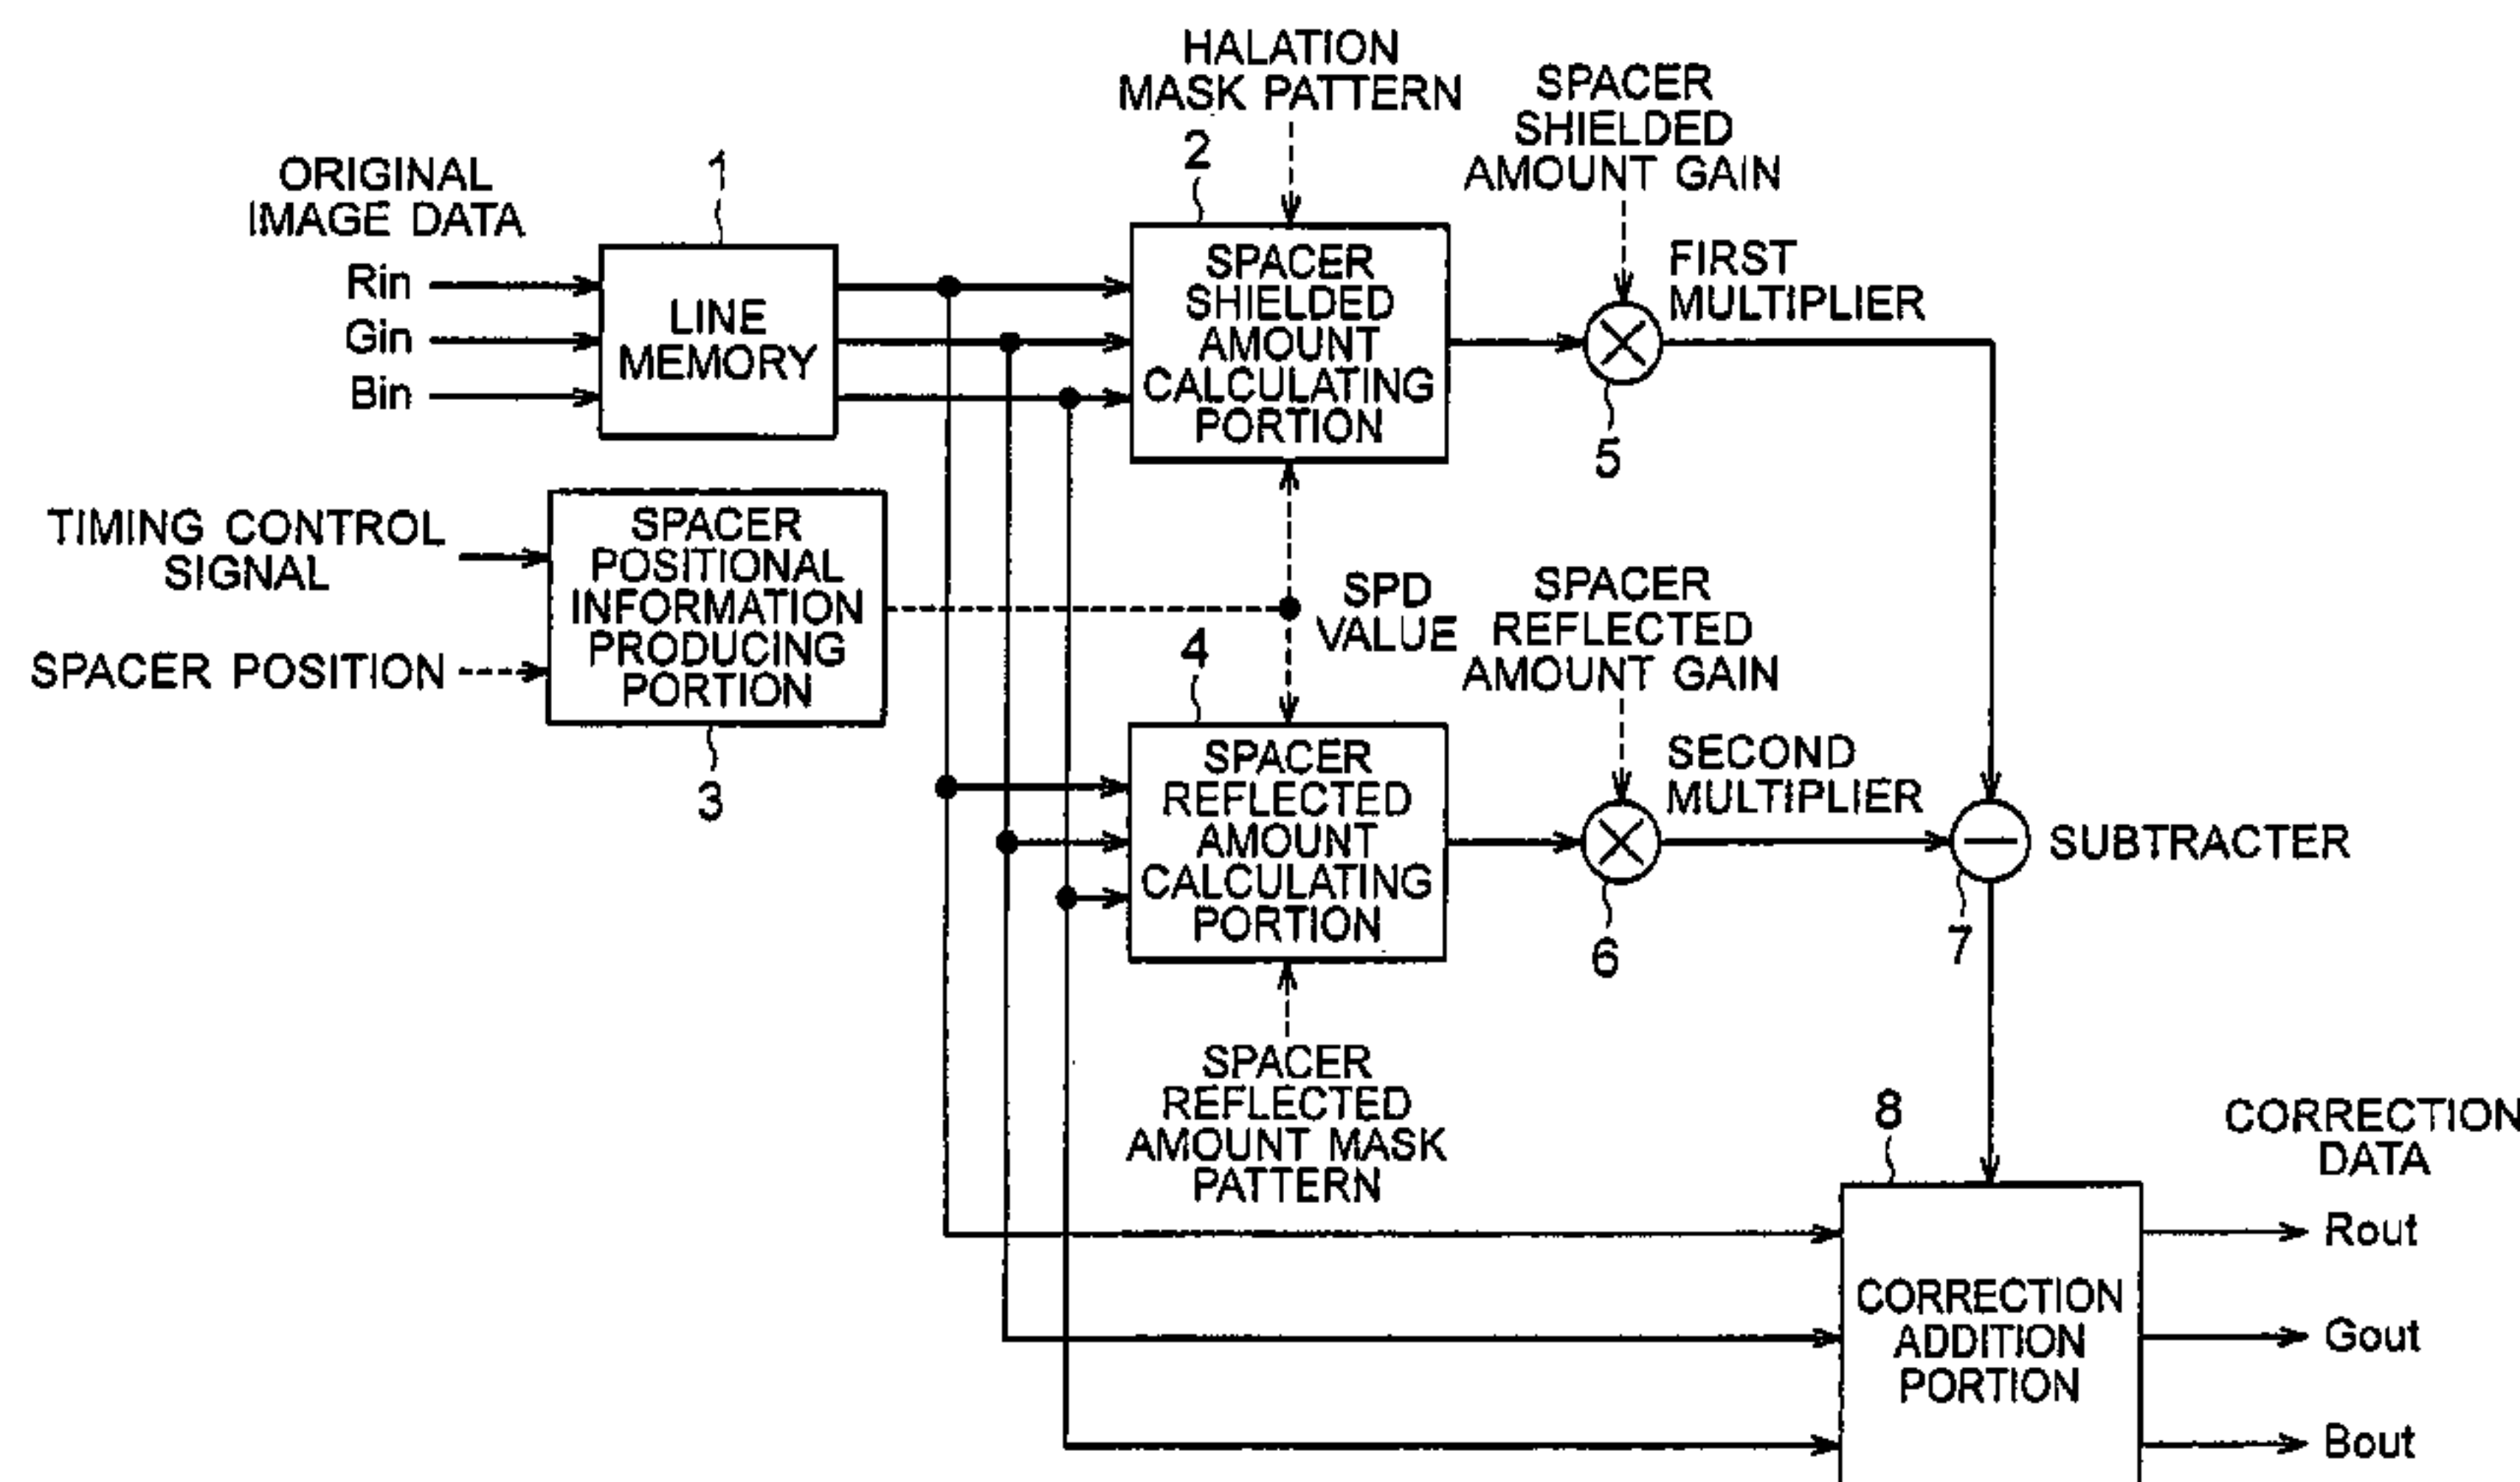 HALATION
MASK PATTERN
SPACER
SHIELDED
AMOUNT GAIN
ORIGINAL
IMAGE DATA
1
2
Rin
Gin
Bin
LINE
MEMORY
SPACER
SHIELDED
AMOUNT
CALCULATING
PORTION
FIRST
MULTIPLIER
5
TIMING CONTROL
SIGNAL
SPACER POSITION
SPACER
POSITIONAL
INFORMATION
PRODUCING
PORTION
3
SPD
VALUE
SPACER
REFLECTED
AMOUNT GAIN
4
SPACER
REFLECTED
AMOUNT
CALCULATING
PORTION
SECOND
MULTIPLIER
6
SUBTRACTER
7
SPACER
REFLECTED
AMOUNT MASK
PATTERN
8
CORRECTION
DATA
CORRECTION
ADDITION
PORTION
Rout
Gout
Bout